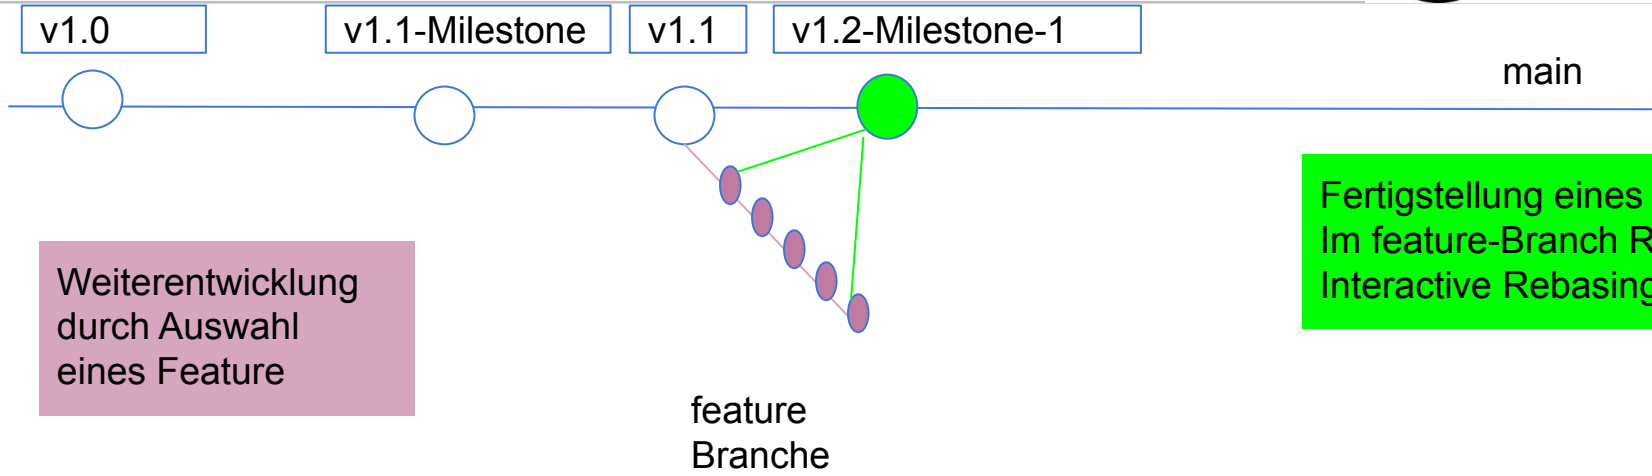 v1.0
v1.1-Milestone
v1.1
v1.2-Milestone-1
main
Fertigstellung eines
Im feature-Branch
Interactive Rebasing
Weiterentwicklung
durch Auswahl
eines Feature
feature
Branche